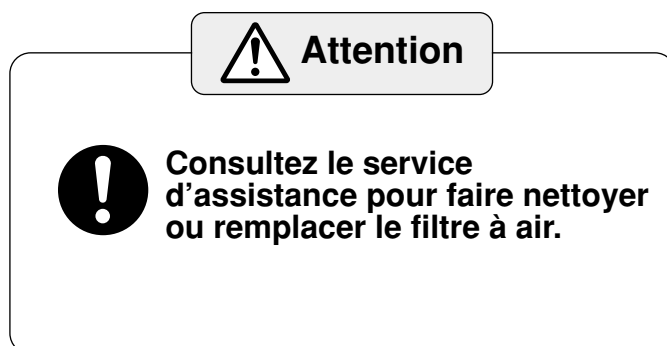 Attention
Consultez le service
d'assistance pour faire nettoyer
ou remplacer le filtre à air.